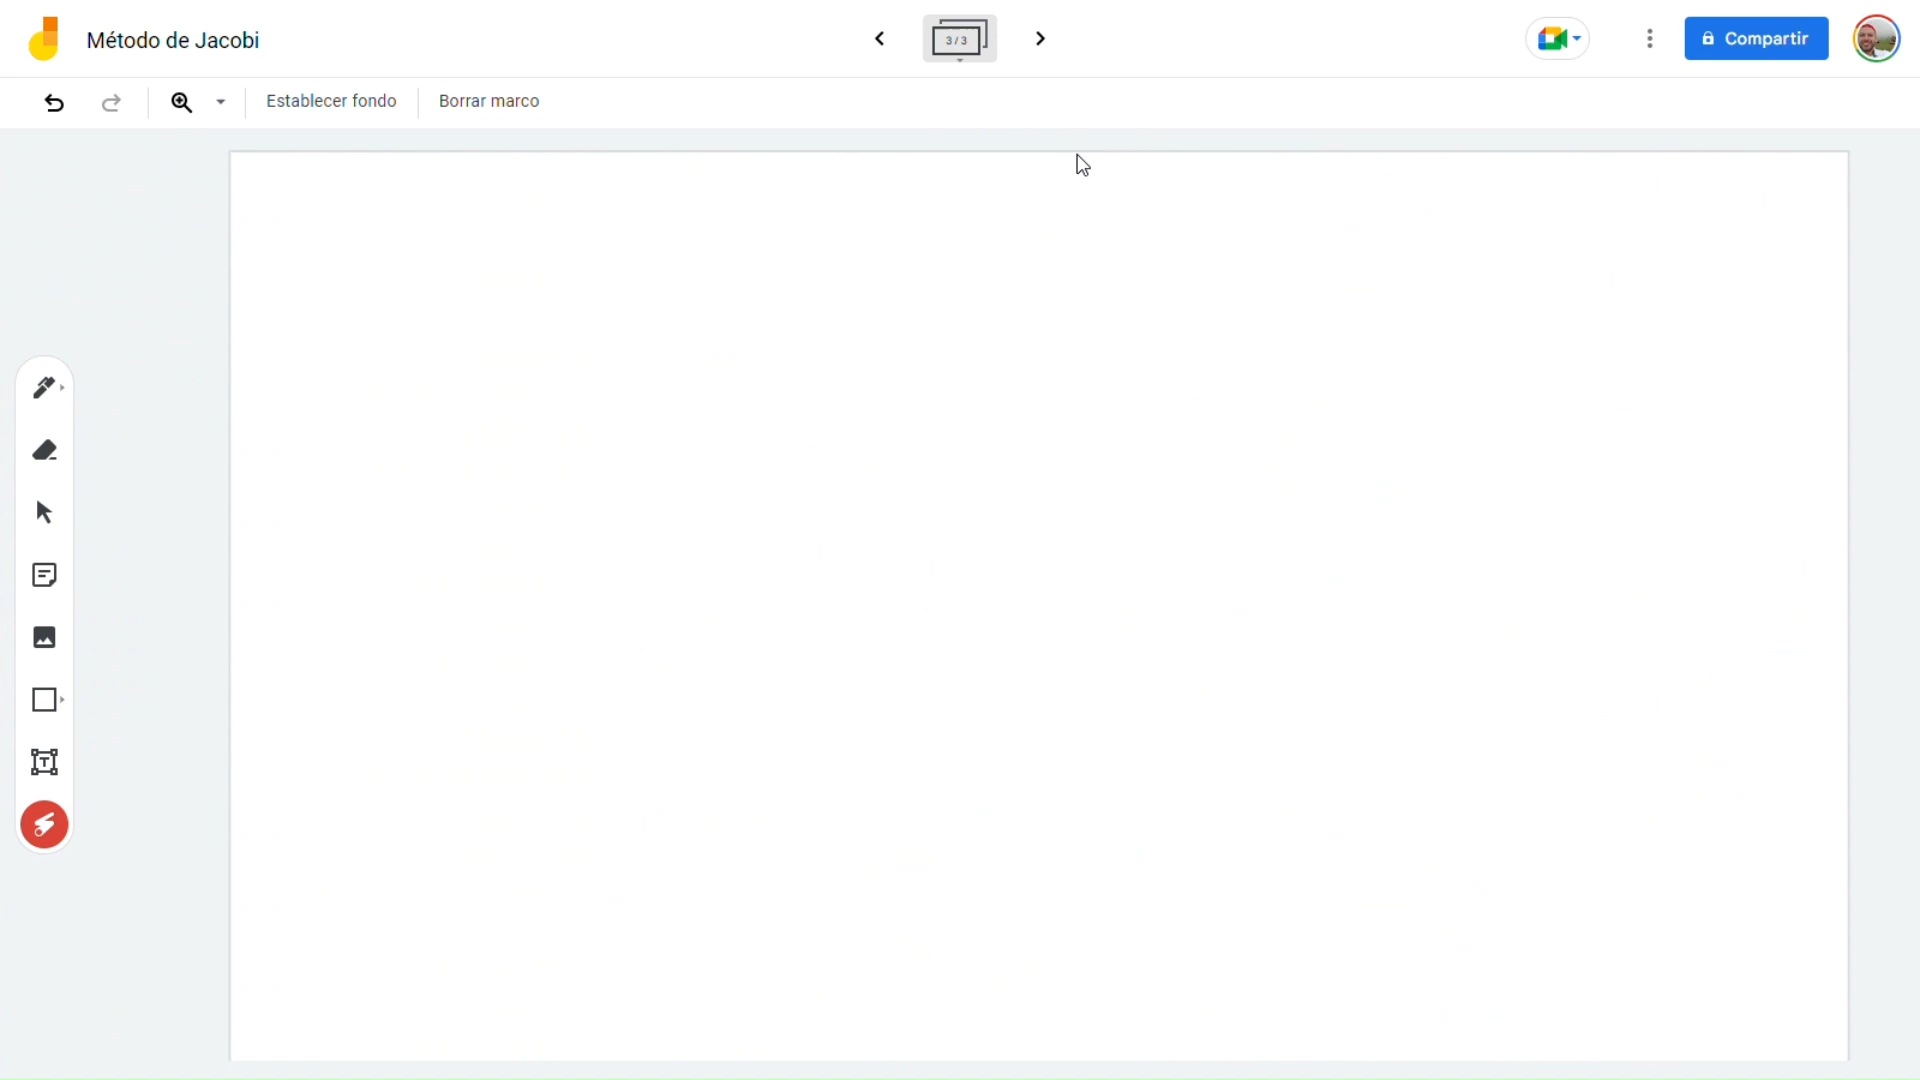 Método de Jacobi
3 / 3
Compartir
Establecer fondo
Borrar marco